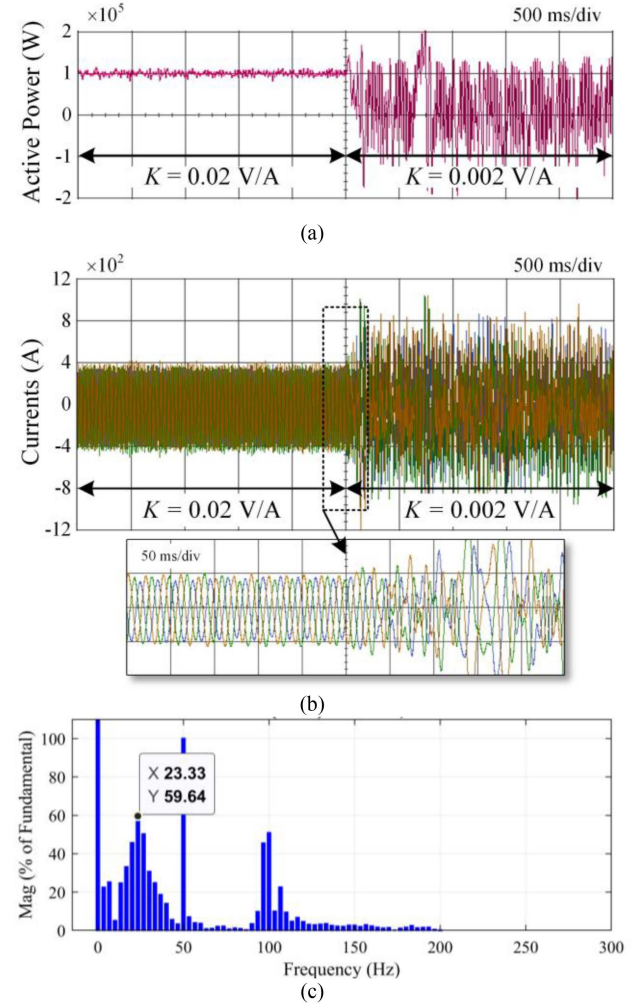 ×10⁵
500 ms/div
Active Power (W)
2
1
0
-1
-2
K = 0.02 V/A
K = 0.002 V/A
(a)
×10²
500 ms/div
Currents (A)
12
8
4
0
-4
-8
-12
K = 0.02 V/A
K = 0.002 V/A
50 ms/div
(b)
Mag (% of Fundamental)
100
80
60
40
20
0
X 23.33
Y 59.64
0 50 100 150 200 250 300
Frequency (Hz)
(c)